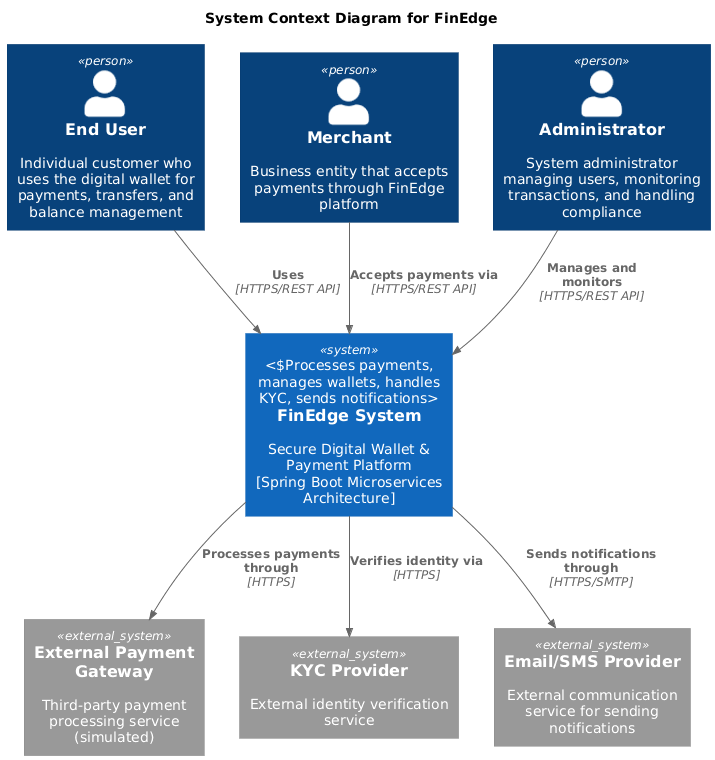 System Context Diagram for FinEdge
«person»
End User
Individual customer who
uses the digital wallet for
payments, transfers, and
balance management
«person»
Merchant
Business entity that accepts
payments through FinEdge
platform
«person»
Administrator
System administrator
managing users, monitoring
transactions, and handling
compliance
Uses
[HTTPS/REST API]
Accepts payments via
[HTTPS/REST API]
Manages and
monitors
[HTTPS/REST API]
«system»
<$Processes payments,
manages wallets, handles
KYC, sends notifications>
FinEdge System
Secure Digital Wallet &
Payment Platform
[Spring Boot Microservices
Architecture]
Processes payments
through
[HTTPS]
Verifies identity via
[HTTPS]
Sends notifications
through
[HTTPS/SMTP]
«external_system»
External Payment
Gateway
Third-party payment
processing service
(simulated)
«external_system»
KYC Provider
External identity verification
service
«external_system»
Email/SMS Provider
External communication
service for sending
notifications